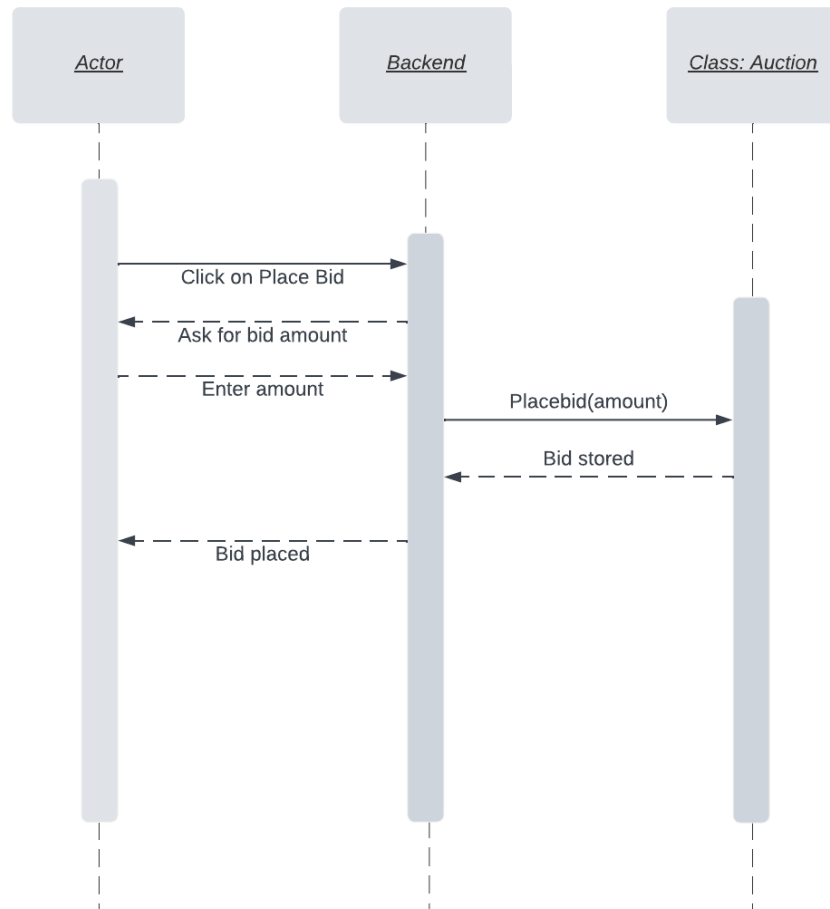 Actor
Backend
Class: Auction
Click on Place Bid
Ask for bid amount
Enter amount
Placebid(amount)
Bid stored
Bid placed